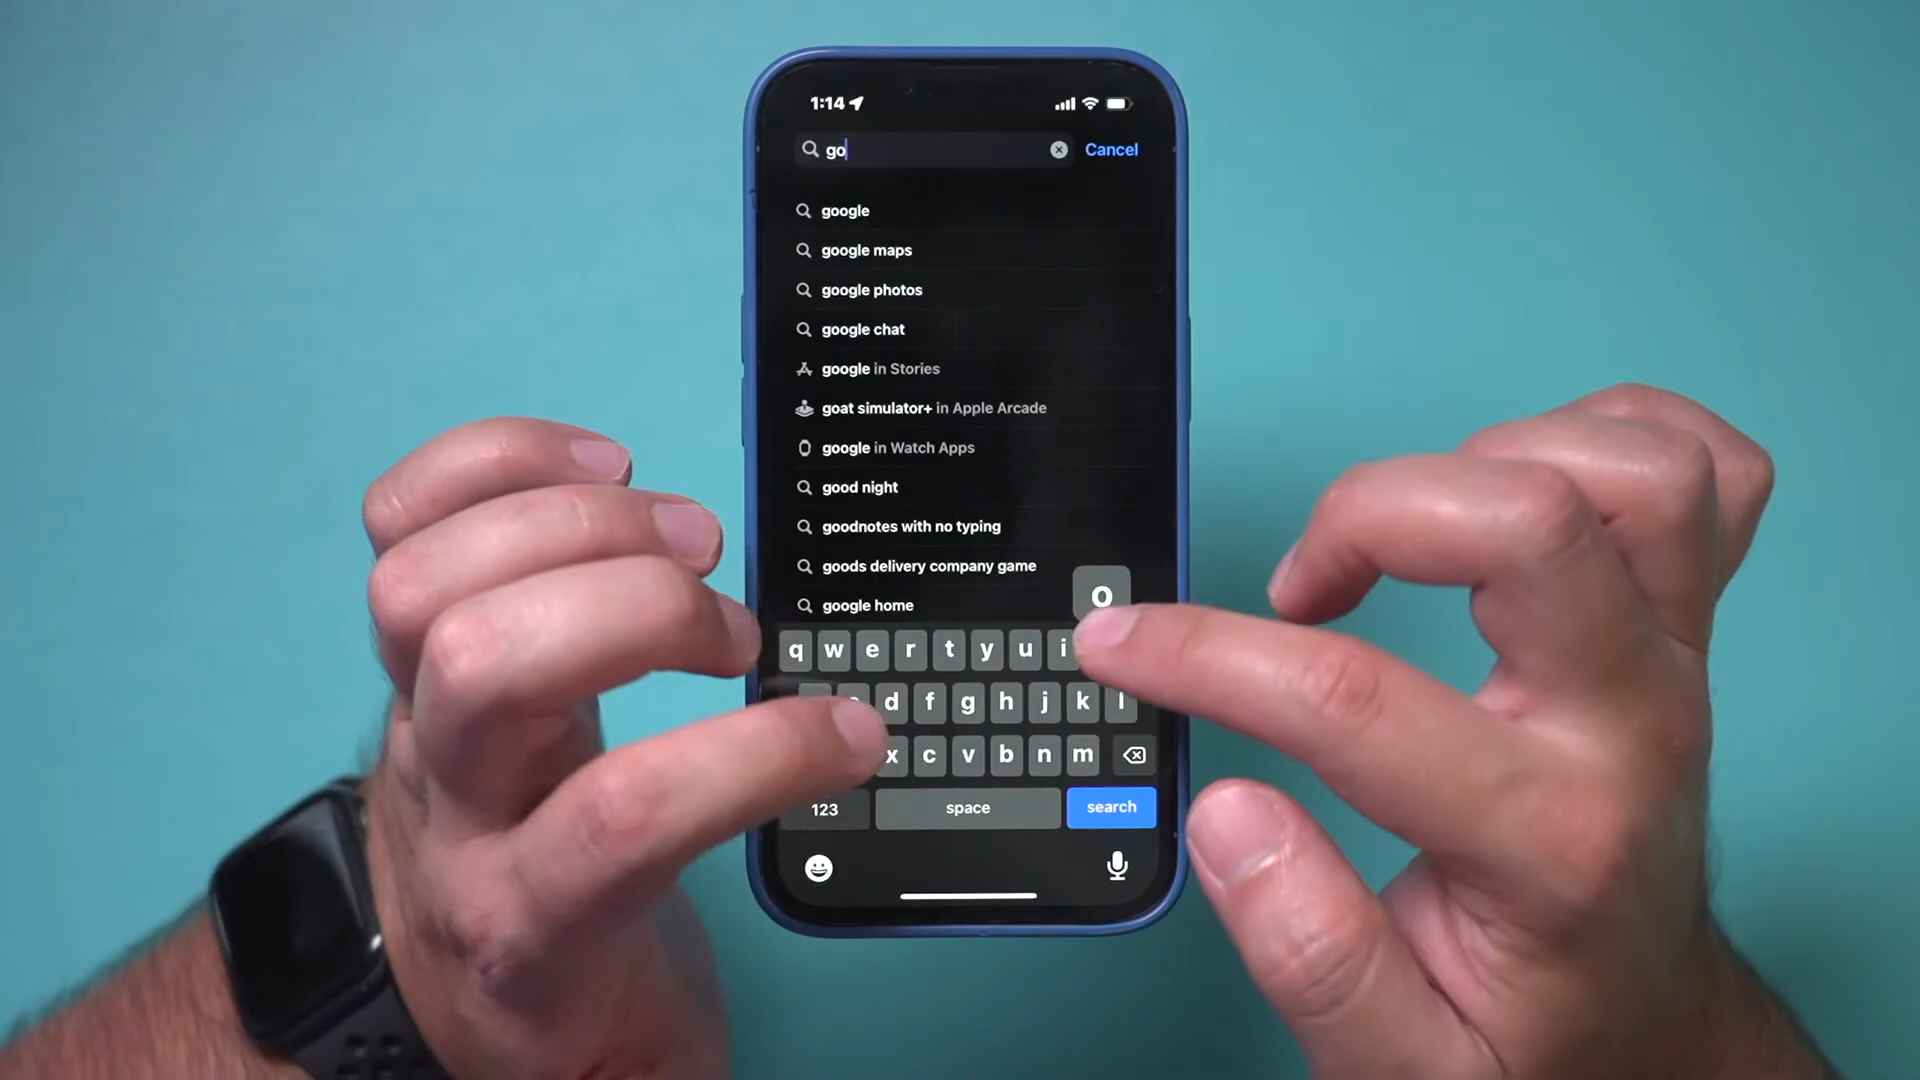 1:14
go
Cancel
google
google maps
google photos
google chat
google in Stories
goat simulator+ in Apple Arcade
google in Watch Apps
good night
goodnotes with no typing
goods delivery company game
google home
o
q w e r t y u i
d f g h j k l
x c v b n m
123 space search